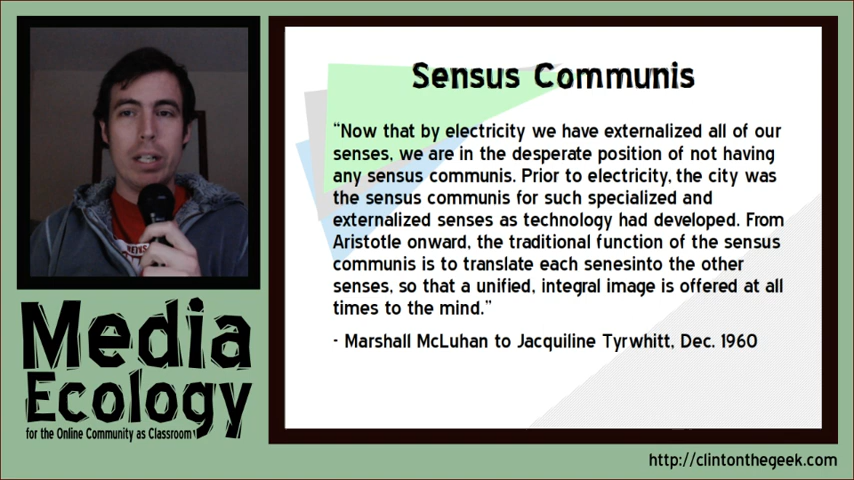 Sensus Communis
"Now that by electricity we have externalized all of our
senses, we are in the desperate position of not having
any sensus communis. Prior to electricity, the city was
the sensus communis for such specialized and
externalized senses as technology had developed. From
Aristotle onward, the traditional function of the sensus
communis is to translate each senesinto the other
senses, so that a unified, integral image is offered at all
times to the mind."
- Marshall McLuhan to Jacquiline Tyrwhitt, Dec. 1960
Media
Ecology
for the Online Community as Classroom
http://clintonthegeek.com